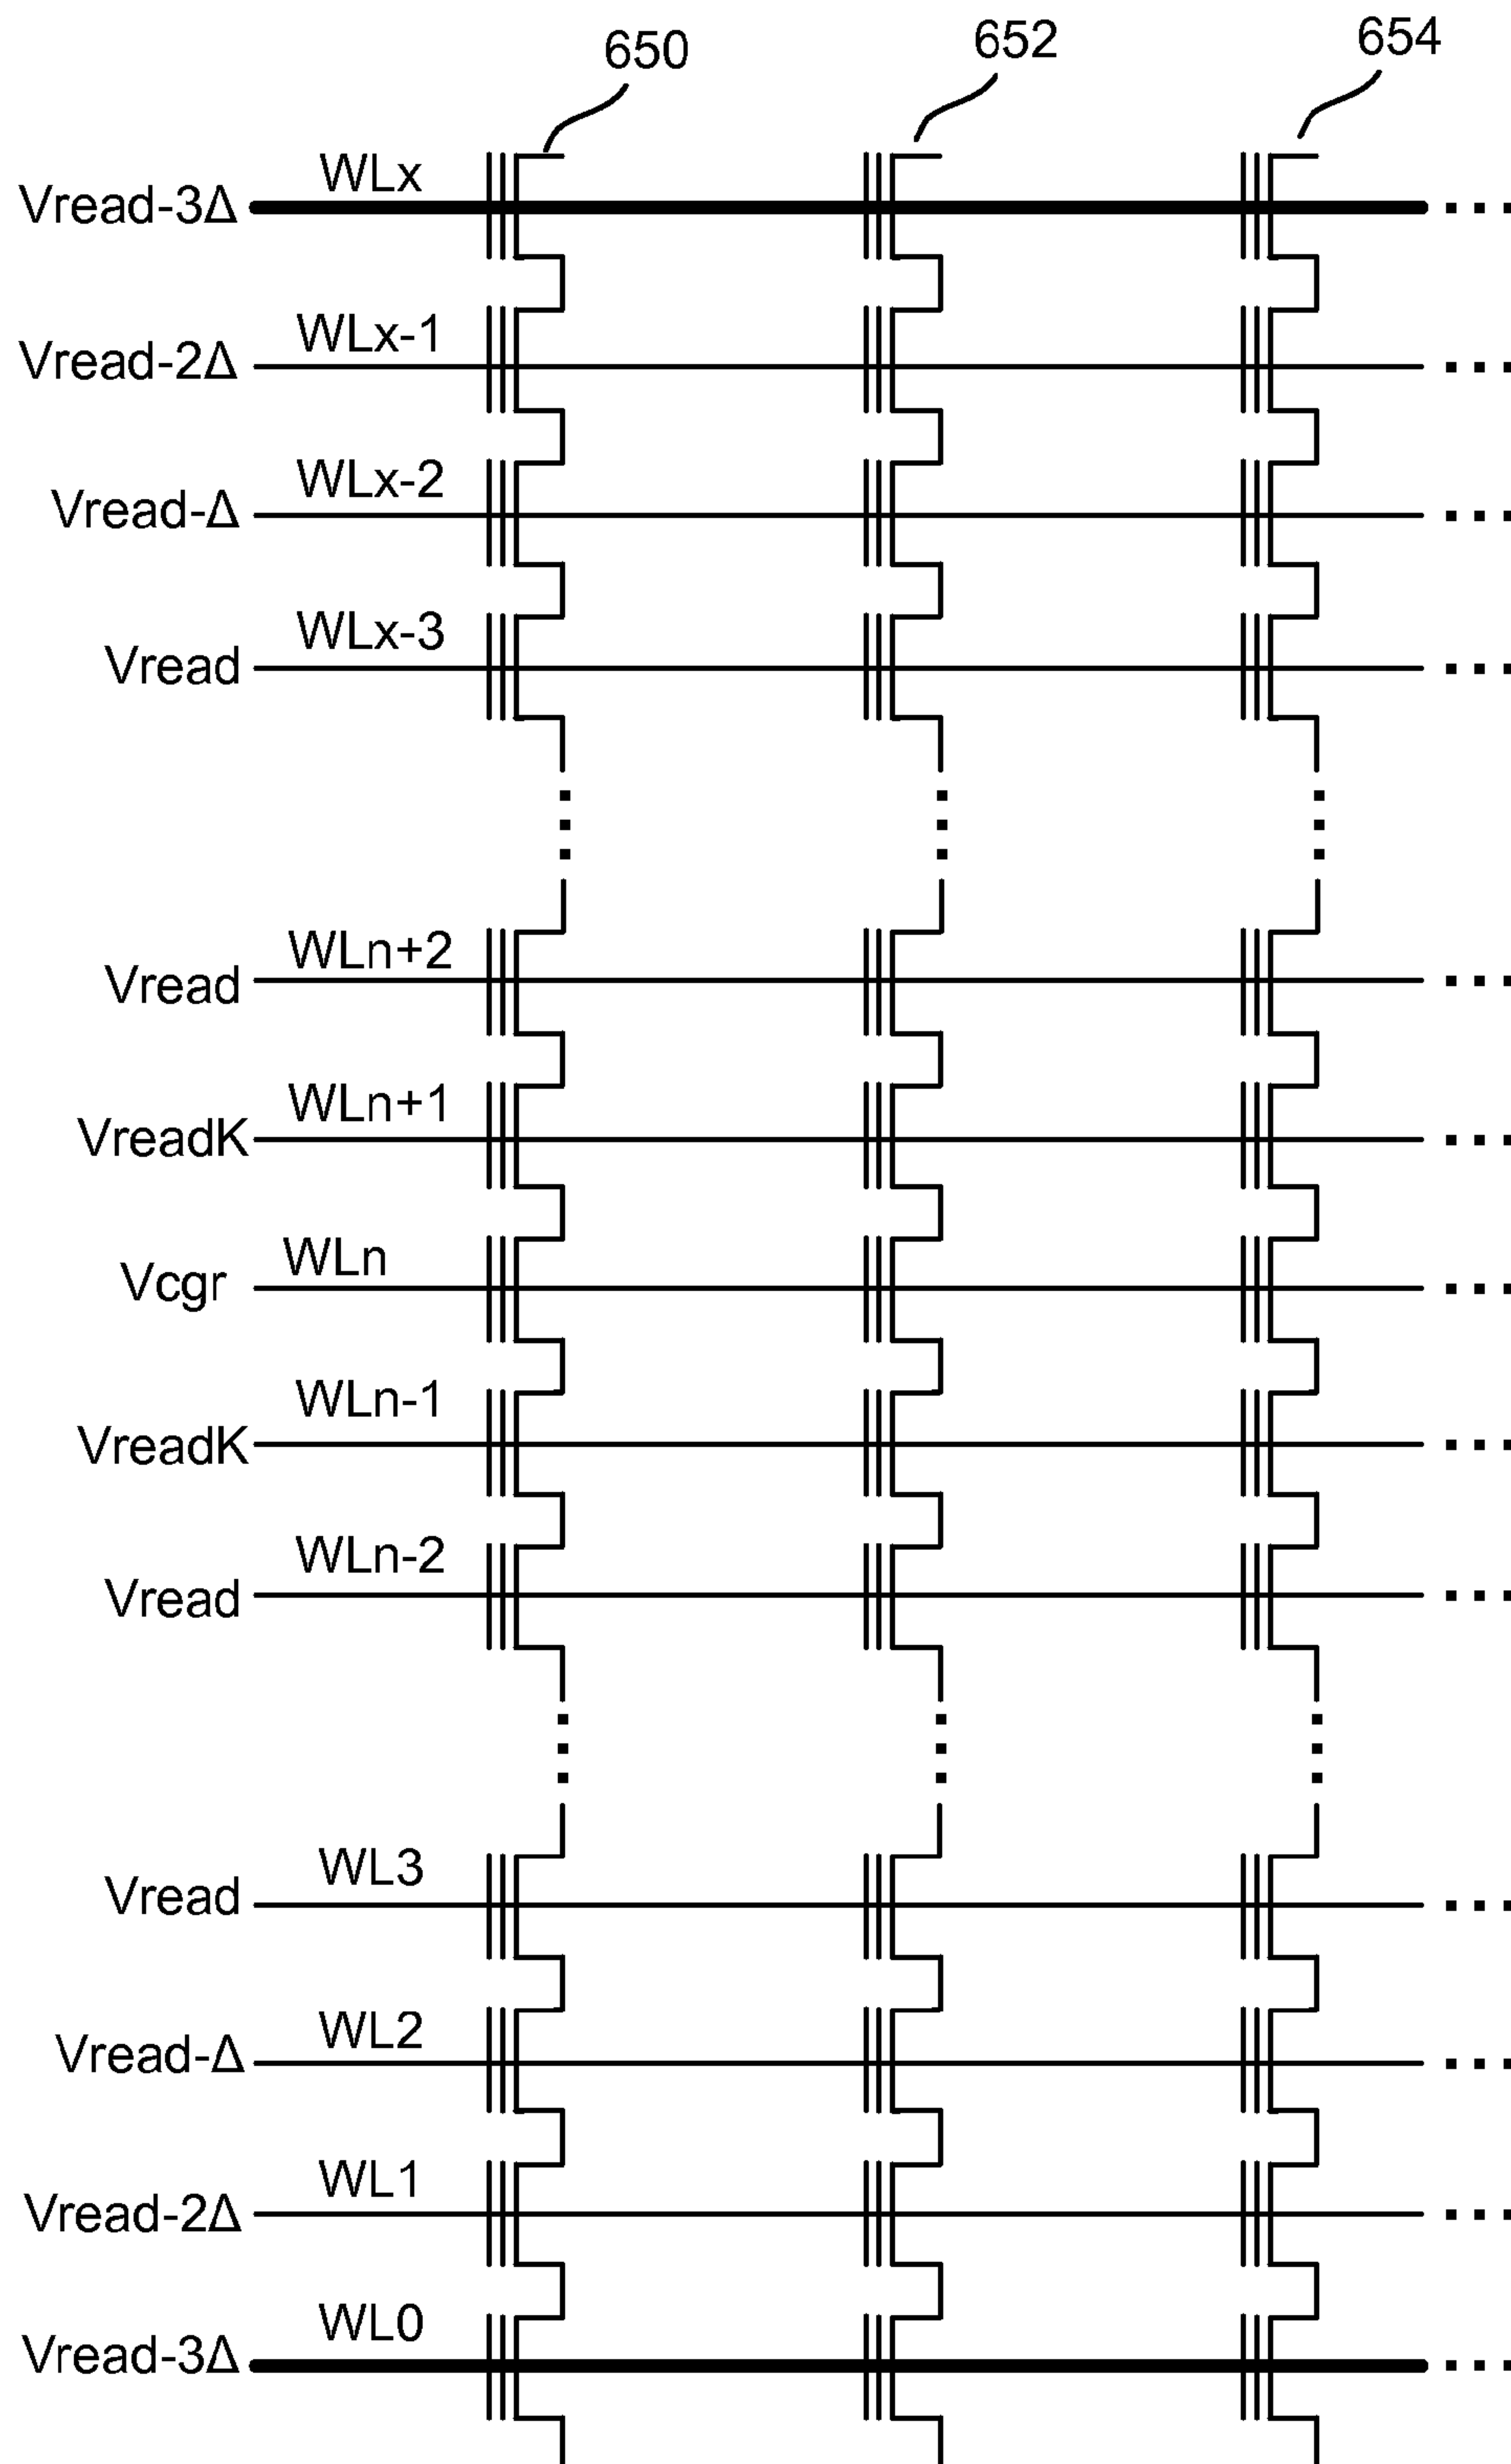 650 652 654
WLx
Vread-3Δ
WLx-1
Vread-2Δ
WLx-2
Vread-Δ
WLx-3
Vread
WLn+2
Vread
WLn+1
VreadK
WLn
Vcgr
WLn-1
VreadK
WLn-2
Vread
WL3
Vread
WL2
Vread-Δ
WL1
Vread-2Δ
WL0
Vread-3Δ